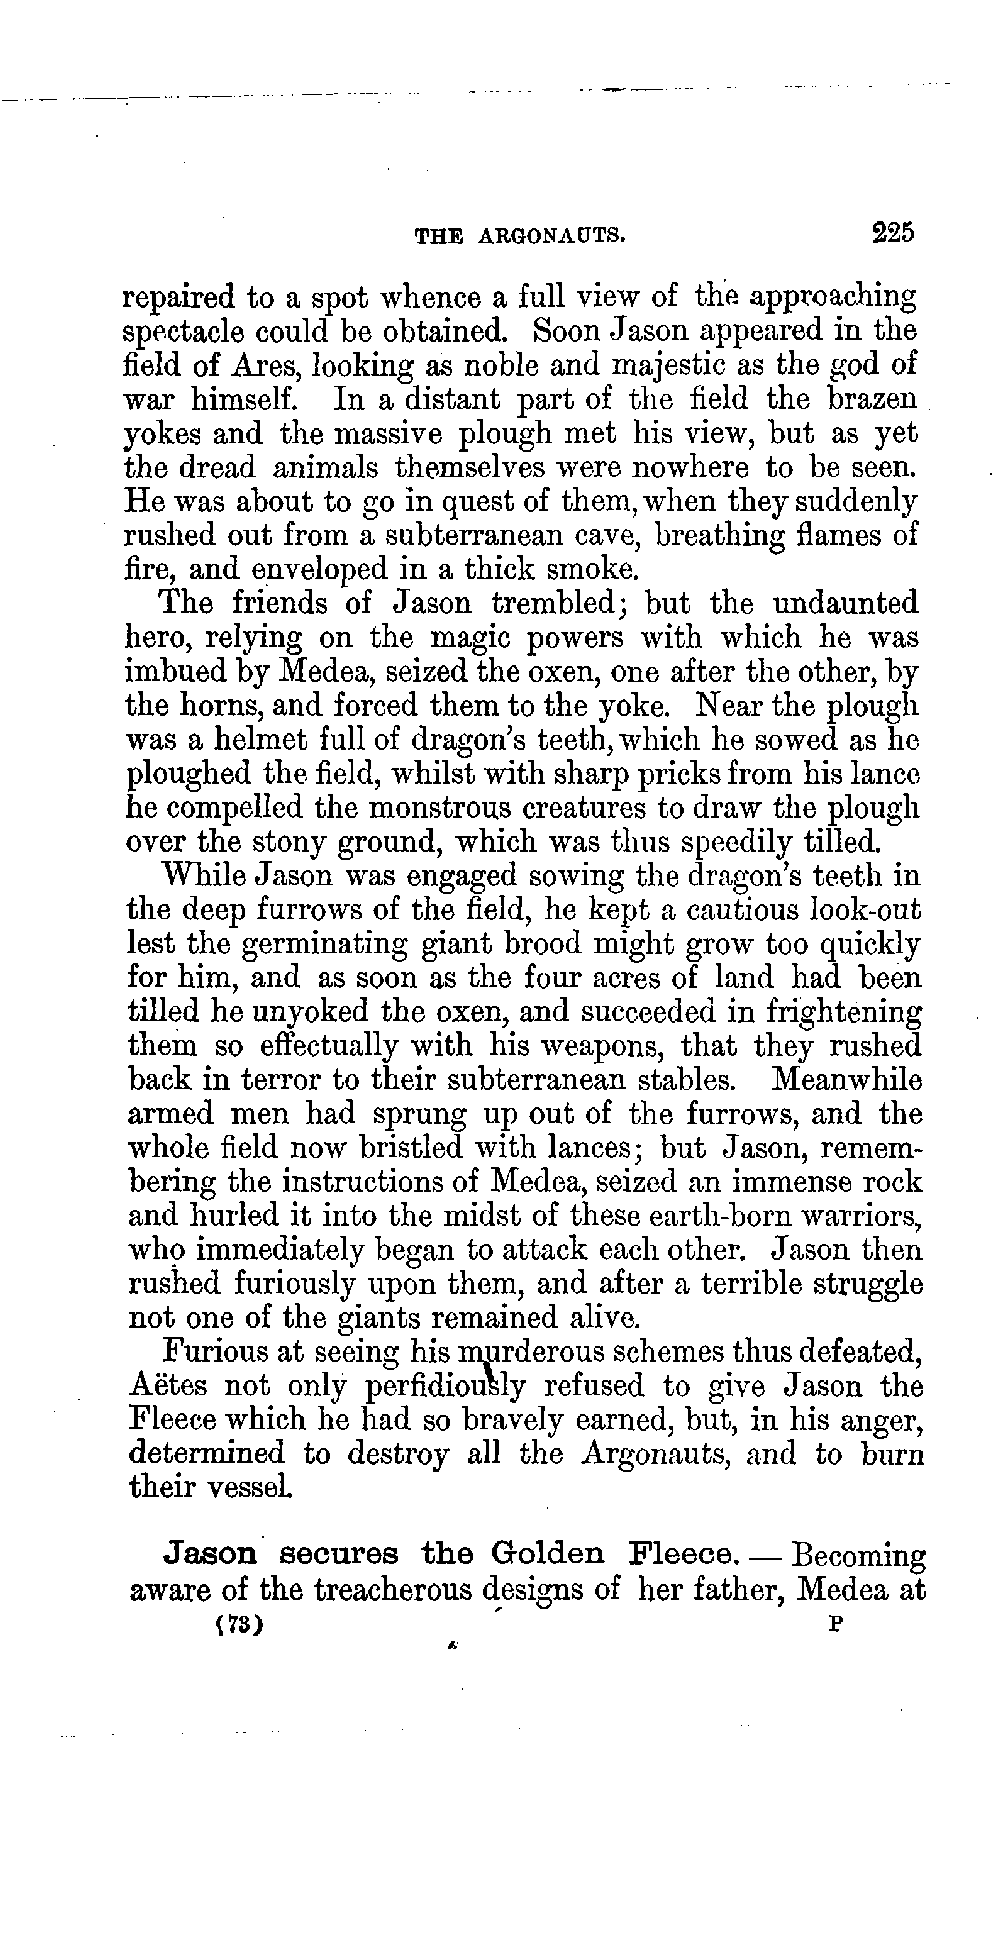 THE ARGONAUTS. 225
repaired to a spot whence a full view of the approaching
spectacle could be obtained. Soon Jason appeared in the
field of Ares, looking as noble and majestic as the god of
war himself. In a distant part of the field the brazen
yokes and the massive plough met his view, but as yet
the dread animals themselves were nowhere to be seen.
He was about to go in quest of them, when they suddenly
rushed out from a subterranean cave, breathing flames of
fire, and enveloped in a thick smoke.
The friends of Jason trembled; but the undaunted
hero, relying on the magic powers with which he was
imbued by Medea, seized the oxen, one after the other, by
the horns, and forced them to the yoke. Near the plough
was a helmet full of dragon's teeth, which he sowed as he
ploughed the field, whilst with sharp pricks from his lance
he compelled the monstrous creatures to draw the plough
over the stony ground, which was thus speedily tilled.
While Jason was engaged sowing the dragon's teeth in
the deep furrows of the field, he kept a cautious look-out
lest the germinating giant brood might grow too quickly
for him, and as soon as the four acres of land had been
tilled he unyoked the oxen, and succeeded in frightening
them so effectually with his weapons, that they rushed
back in terror to their subterranean stables. Meanwhile
armed men had sprung up out of the furrows, and the
whole field now bristled with lances; but Jason, remem-
bering the instructions of Medea, seized an immense rock
and hurled it into the midst of these earth-born warriors,
who immediately began to attack each other. Jason then
rushed furiously upon them, and after a terrible struggle
not one of the giants remained alive.
Furious at seeing his murderous schemes thus defeated,
Aëtes not only perfidiously refused to give Jason the
Fleece which he had so bravely earned, but, in his anger,
determined to destroy all the Argonauts, and to burn
their vessel.
Jason secures the Golden Fleece. — Becoming
aware of the treacherous designs of her father, Medea at
(73) P